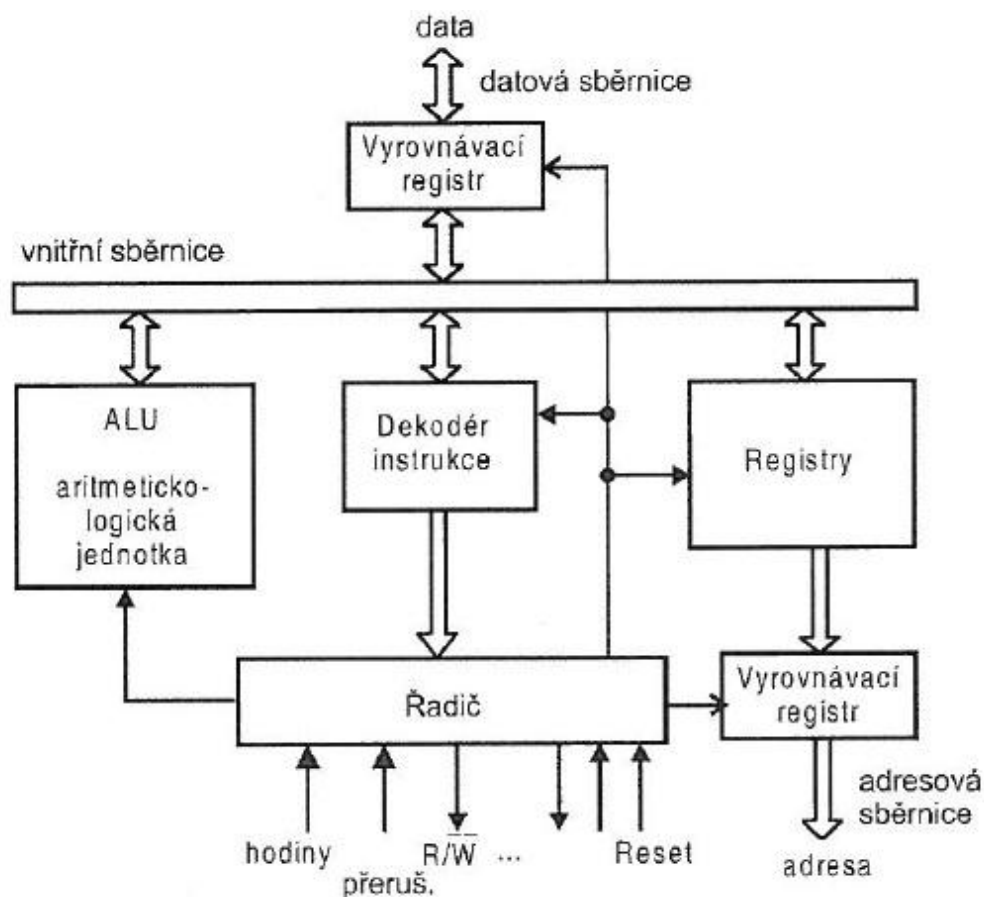 data
datová sběrnice
Vyrovnávací
registr
vnitřní sběrnice
ALU
aritmeticko-
logická
jednotka
Dekodér
instrukce
Registry
Řadič
Vyrovnávací
registr
hodiny
přeruš.
R/W̅
...
Reset
adresová
sběrnice
adresa